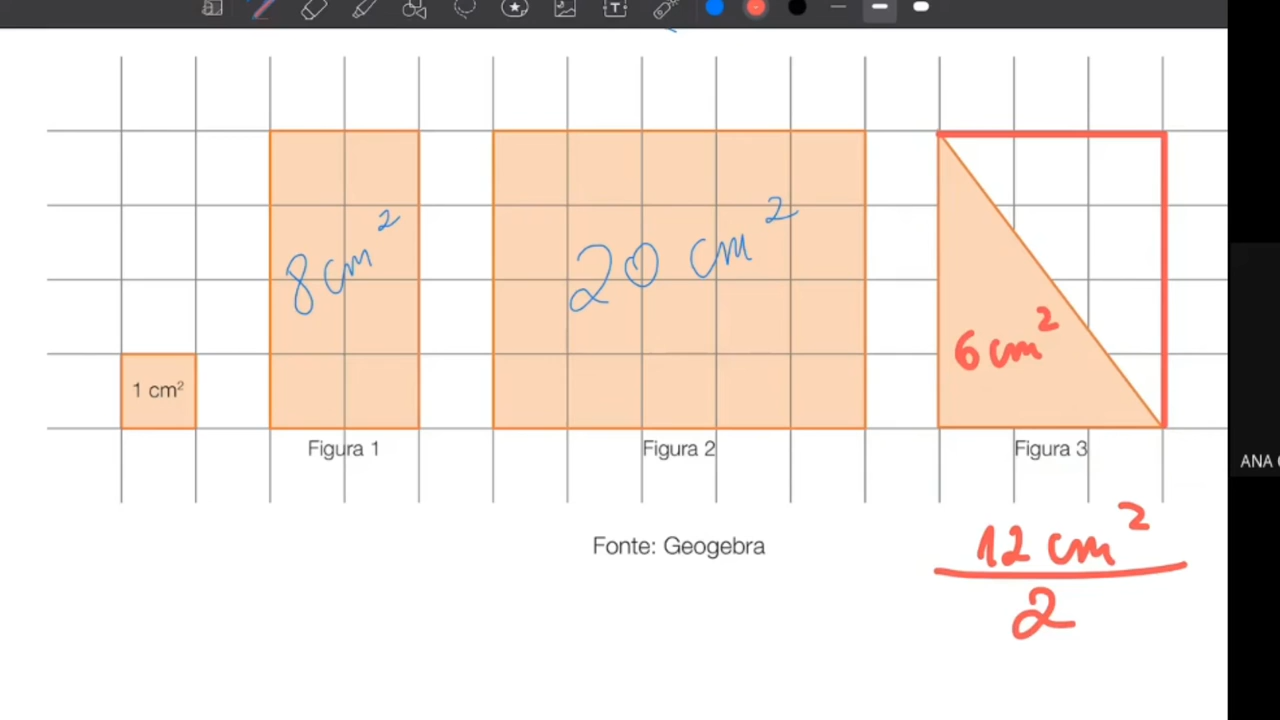 8 cm²
20 cm²
6 cm²
1 cm²
Figura 1
Figura 2
Figura 3
ANA
Fonte: Geogebra
12 cm²
2